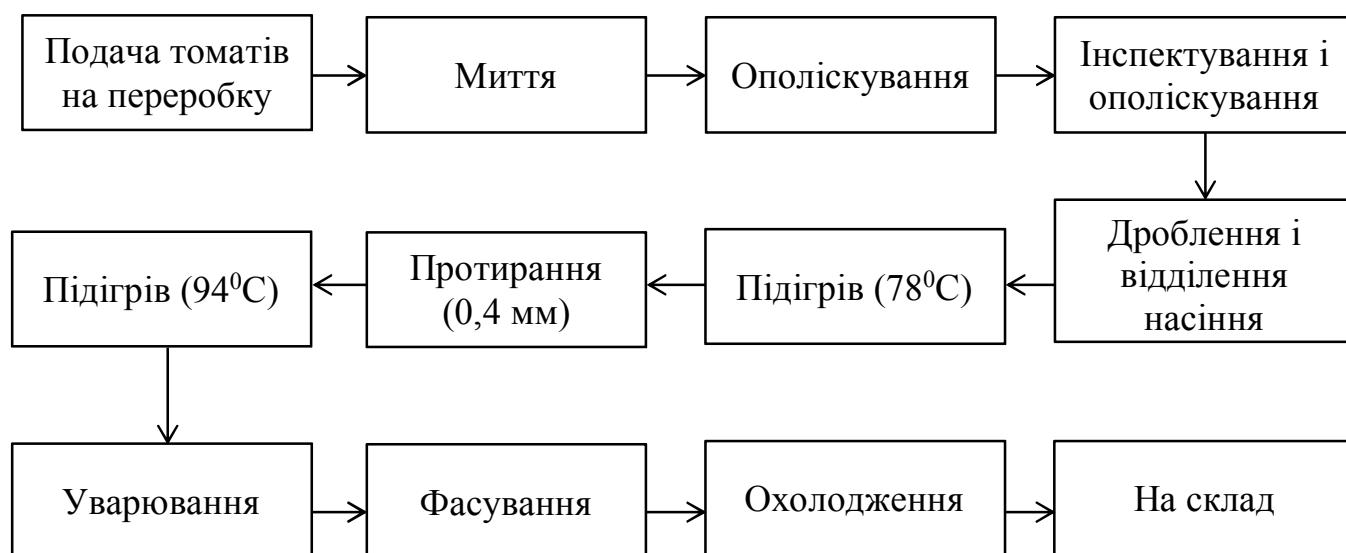 Подача томатів
на переробку
Миття
Ополіскування
Інспектування і
ополіскування
Дроблення і
відділення
насіння
Підігрів (78⁰С)
Протирання
(0,4 мм)
Підігрів (94⁰С)
Уварювання
Фасування
Охолодження
На склад